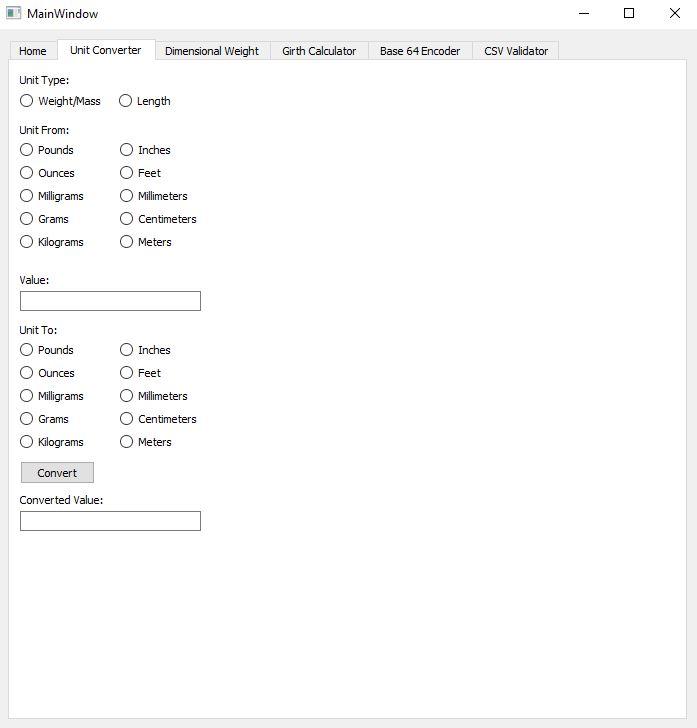 MainWindow
Home Unit Converter Dimensional Weight Girth Calculator Base 64 Encoder CSV Validator
Unit Type:
Weight/Mass Length
Unit From:
Pounds Inches
Ounces Feet
Milligrams Millimeters
Grams Centimeters
Kilograms Meters
Value:
Unit To:
Pounds Inches
Ounces Feet
Milligrams Millimeters
Grams Centimeters
Kilograms Meters
Convert
Converted Value: